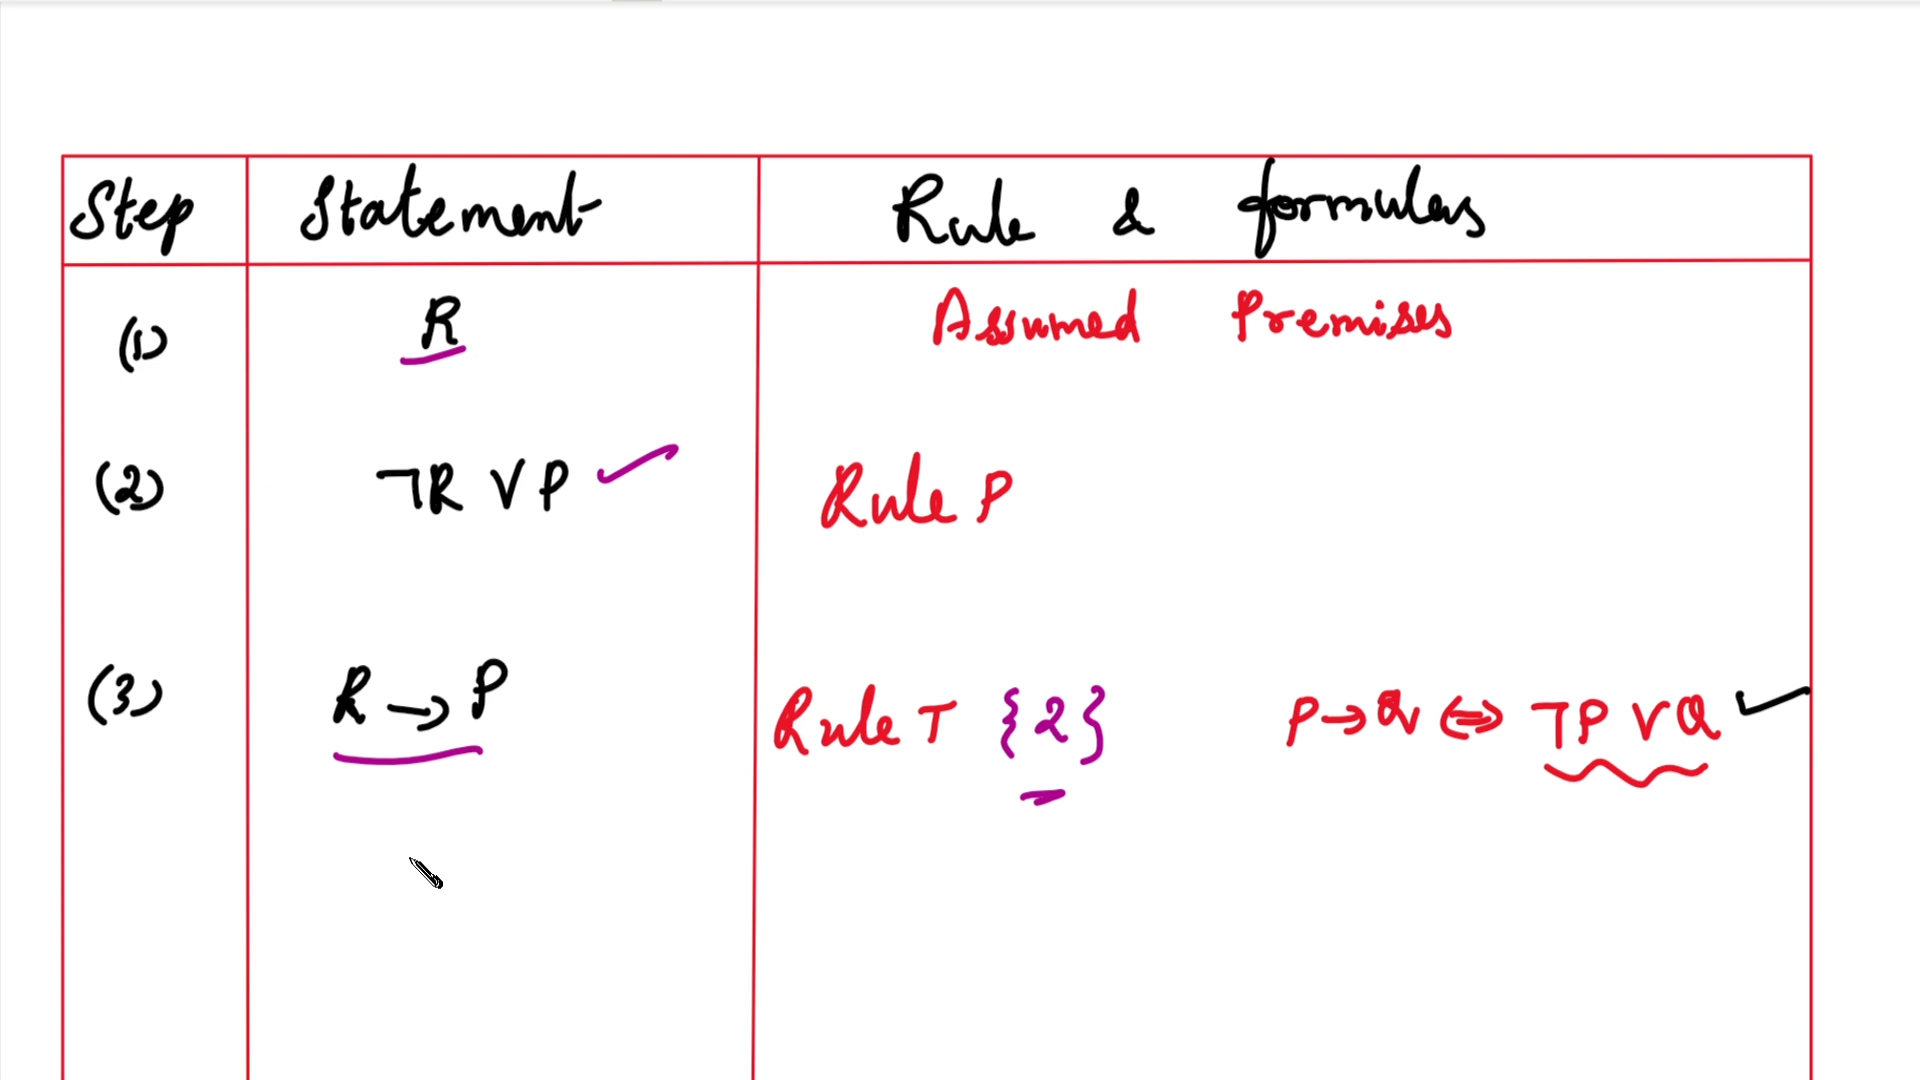 Step Statement Rule & formulas
(1) R Assumed Premises
(2) ¬R ∨ P Rule P
(3) R → P Rule T {2} P → Q ⇔ ¬P ∨ Q